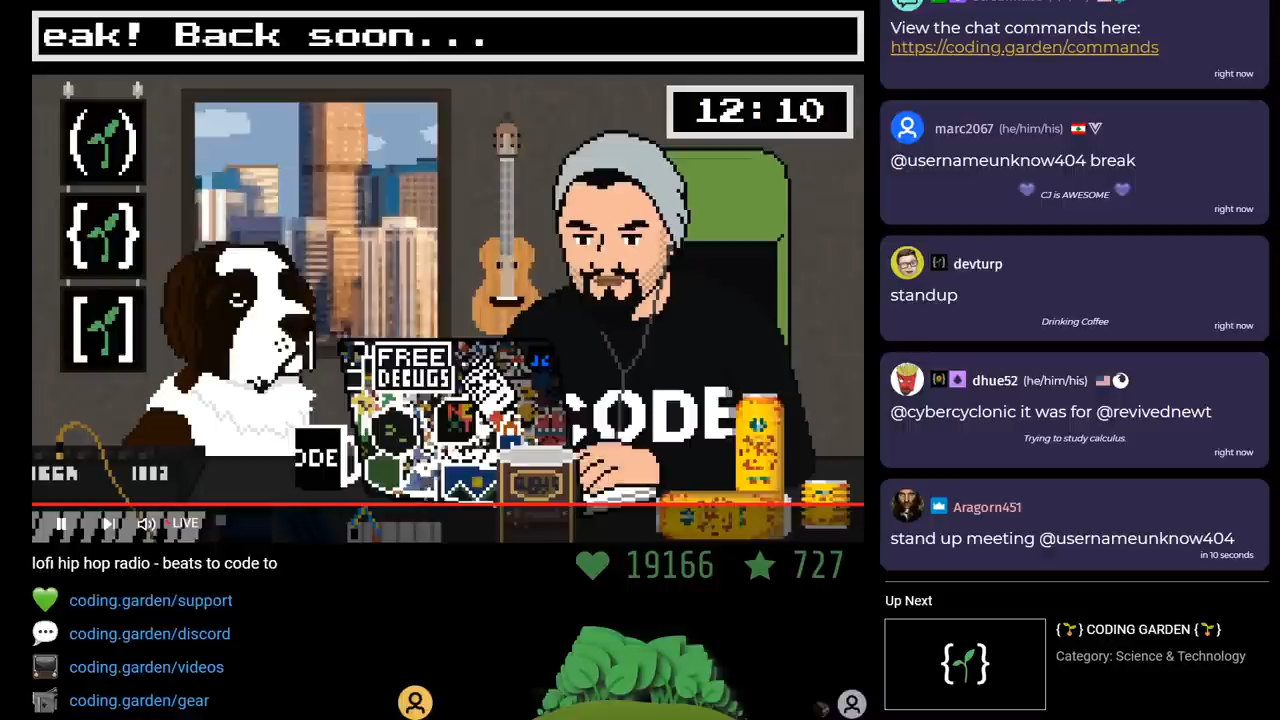 eak! Back soon...
12:10
FREE
CODE
ODE
LIVE
lofi hip hop radio - beats to code to
19166
727
coding.garden/support
coding.garden/discord
coding.garden/videos
coding.garden/gear
View the chat commands here:
https://coding.garden/commands
right now
marc2067 (he/him/his)
@usernameunknow404 break
CJ is AWESOME
right now
devturp
standup
Drinking Coffee
right now
dhue52 (he/him/his)
@cybercyclonic it was for @revivednewt
Trying to study calculus.
right now
Aragorn451
stand up meeting @usernameunknow404
in 10 seconds
Up Next
{🌱} CODING GARDEN {🌱}
Category: Science & Technology